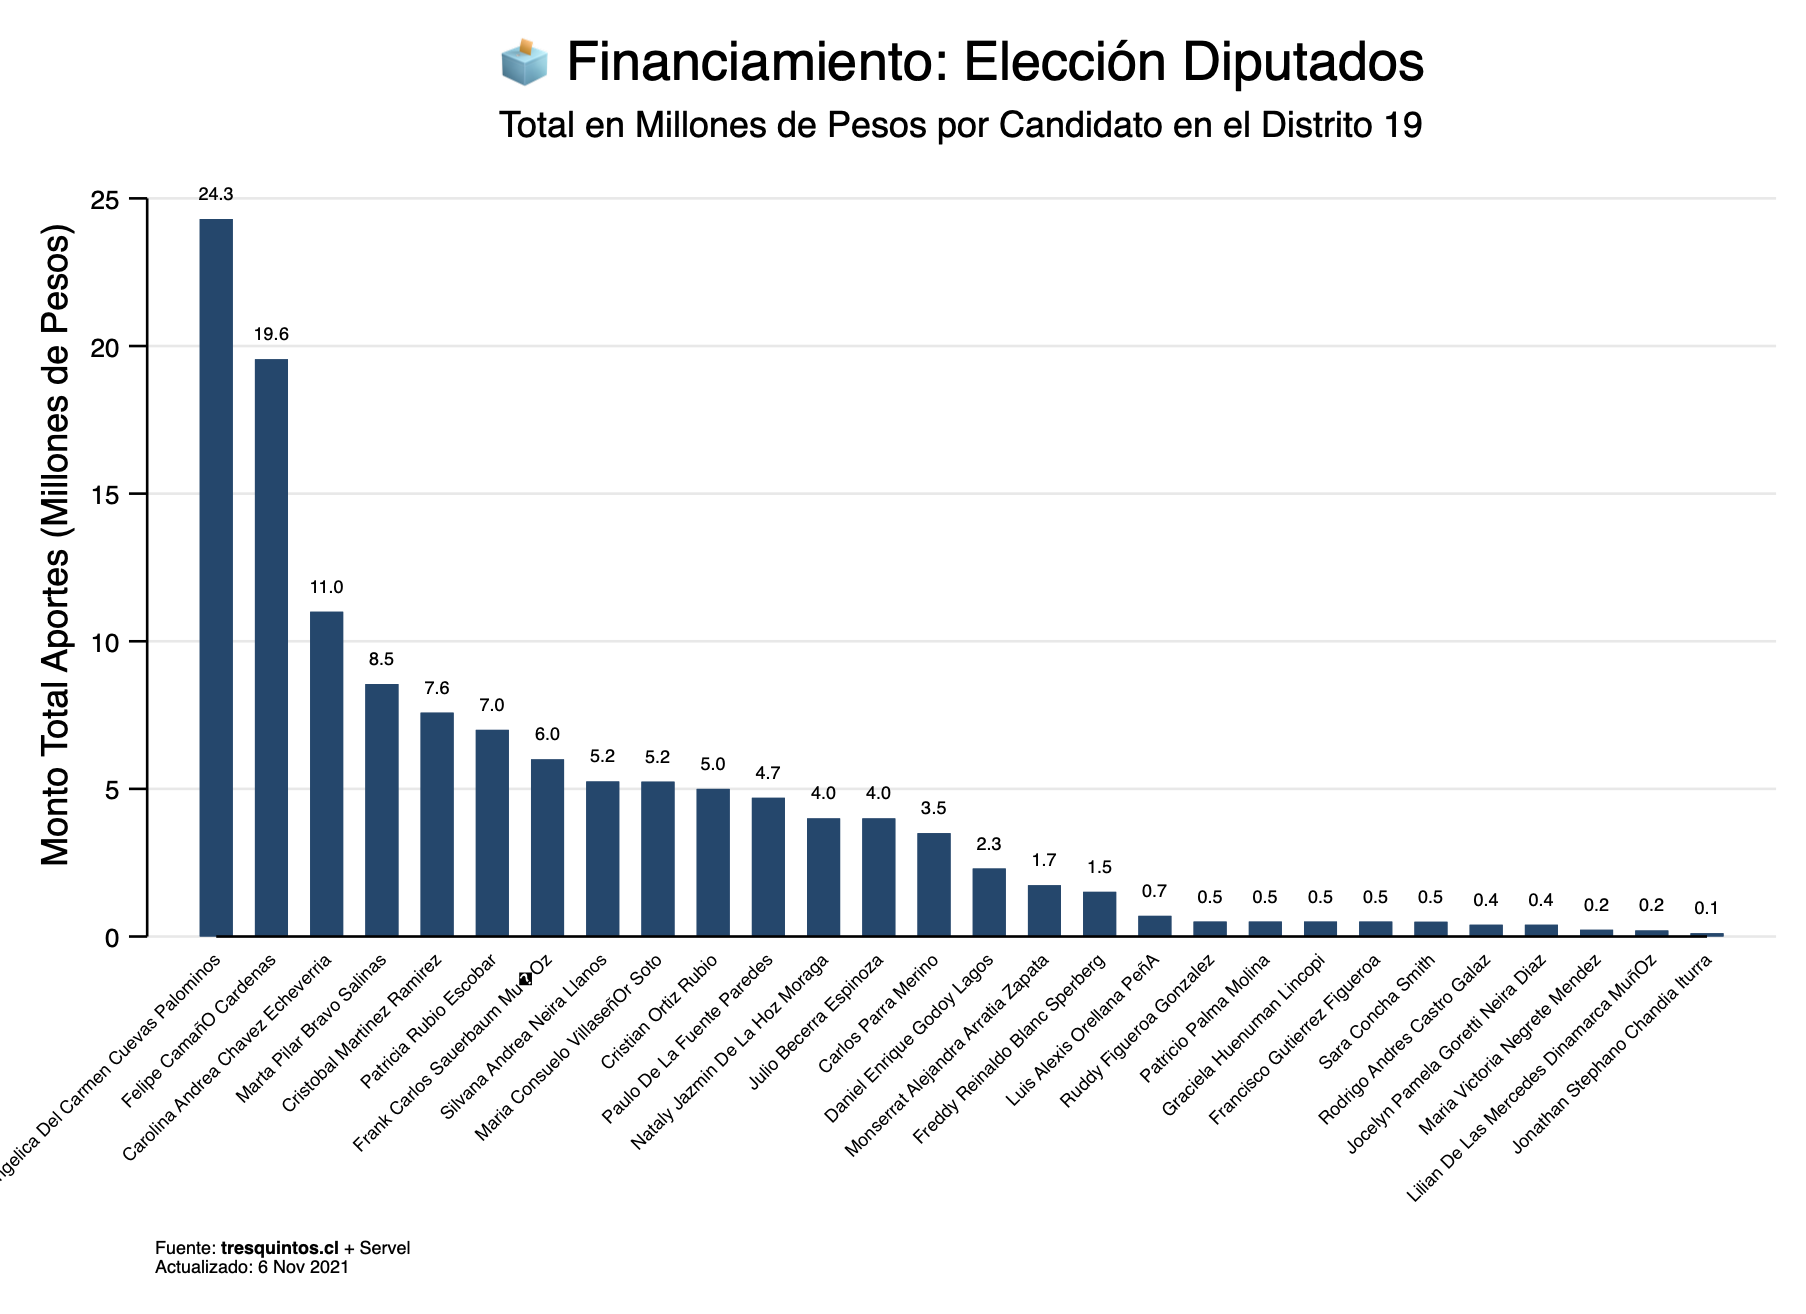 Financiamiento: Elección Diputados
Total en Millones de Pesos por Candidato en el Distrito 19
Monto Total Aportes (Millones de Pesos)
25
20
15
10
5
0
24.3
19.6
11.0
8.5
7.6
7.0
6.0
5.2
5.2
5.0
4.7
4.0
4.0
3.5
2.3
1.7
1.5
0.7
0.5
0.5
0.5
0.5
0.5
0.4
0.4
0.2
0.2
0.1
Del Carmen Cuevas Palominos
Felipe CamañO Cardenas
Carolina Andrea Chavez Echeverria
Marta Pilar Bravo Salinas
Cristobal Martinez Ramirez
Patricia Rubio Escobar
Frank Carlos Sauerbaum Mu�Oz
Silvana Andrea Neira Llanos
Maria Consuelo VillaseñOr Soto
Cristian Ortiz Rubio
Paulo De La Fuente Paredes
Nataly Jazmin De La Hoz Moraga
Julio Becerra Espinoza
Carlos Parra Merino
Daniel Enrique Godoy Lagos
Monserrat Alejandra Arratia Zapata
Freddy Reinaldo Blanc Sperberg
Luis Alexis Orellana PeñA
Ruddy Figueroa Gonzalez
Patricio Palma Molina
Graciela Huenuman Lincopi
Francisco Gutierrez Figueroa
Sara Concha Smith
Rodrigo Andres Castro Galaz
Jocelyn Pamela Goretti Neira Diaz
Maria Victoria Negrete Mendez
Lilian De Las Mercedes Dinamarca MuñOz
Jonathan Stephano Chandia Iturra
Fuente: tresquintos.cl + Servel
Actualizado: 6 Nov 2021